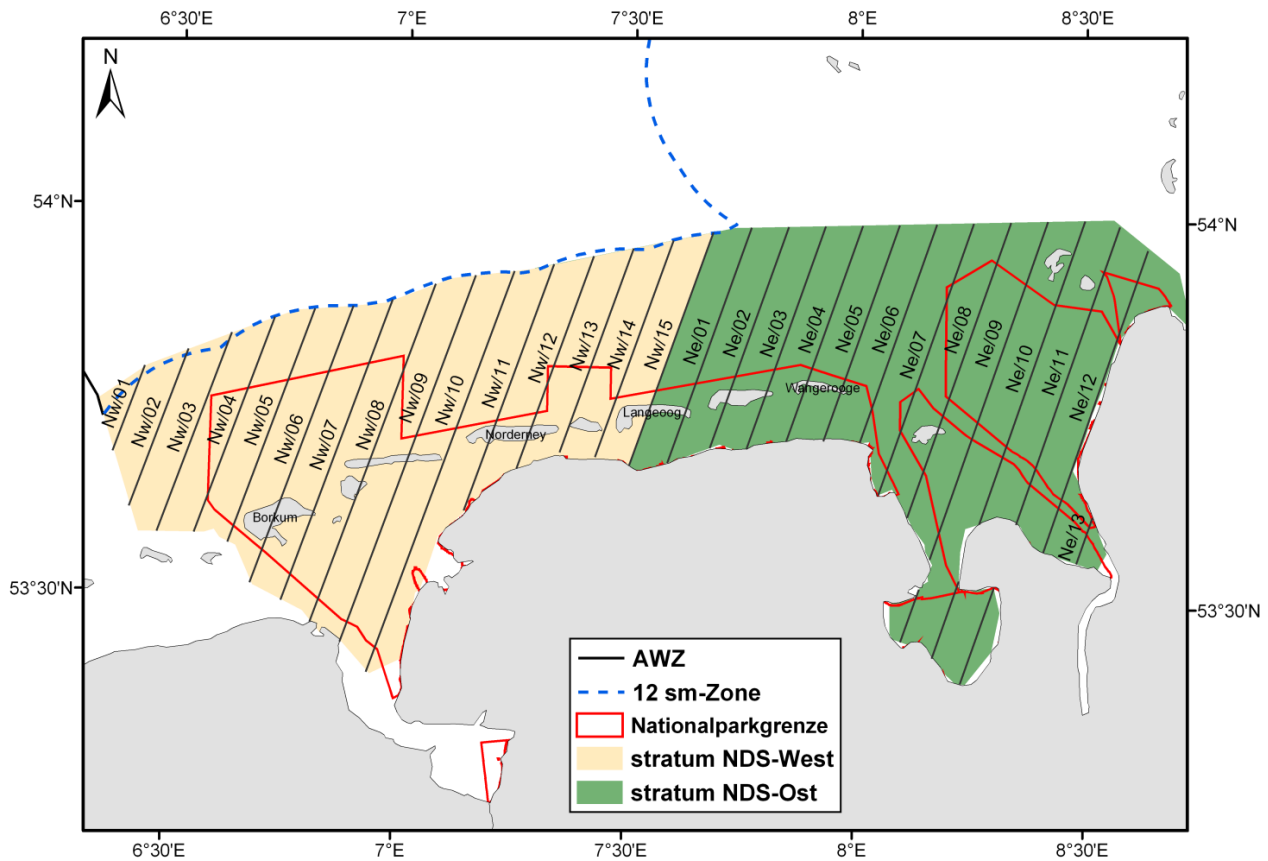 6°30'E
7°E
7°30'E
8°E
8°30'E
N
54°N
54°N
53°30'N
53°30'N
Nw/01
Nw/02
Nw/03
Nw/04
Nw/05
Nw/06
Nw/07
Nw/08
Nw/09
Nw/10
Nw/11
Nw/12
Nw/13
Nw/14
Nw/15
Ne/01
Ne/02
Ne/03
Ne/04
Ne/05
Ne/06
Ne/07
Ne/08
Ne/09
Ne/10
Ne/11
Ne/12
Ne/13
Wangerooge
Langeoog
Norderney
Borkum
AWZ
12 sm-Zone
Nationalparkgrenze
stratum NDS-West
stratum NDS-Ost
6°30'E
7°E
7°30'E
8°E
8°30'E